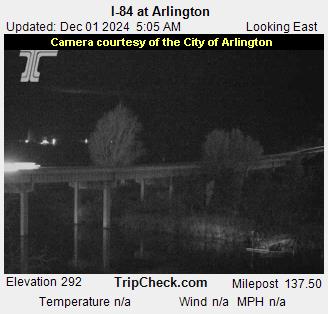 I-84 at Arlington
Updated: Dec 01 2024 5:05 AM Looking East
Camera courtesy of the City of Arlington
Elevation 292 TripCheck.com Milepost 137.50
Temperature n/a Wind n/a MPH n/a